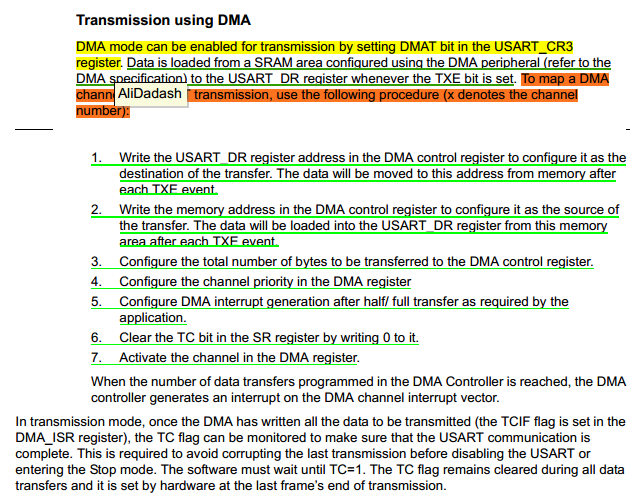 Transmission using DMA
DMA mode can be enabled for transmission by setting DMAT bit in the USART_CR3
register. Data is loaded from a SRAM area configured using the DMA peripheral (refer to the
DMA specification) to the USART_DR register whenever the TXE bit is set. To map a DMA
AliDadash transmission, use the following procedure (x denotes the channel
number):
1. Write the USART_DR register address in the DMA control register to configure it as the
destination of the transfer. The data will be moved to this address from memory after
each TXE event.
2. Write the memory address in the DMA control register to configure it as the source of
the transfer. The data will be loaded into the USART_DR register from this memory
area after each TXE event.
3. Configure the total number of bytes to be transferred to the DMA control register.
4. Configure the channel priority in the DMA register
5. Configure DMA interrupt generation after half/ full transfer as required by the
application.
6. Clear the TC bit in the SR register by writing 0 to it.
7. Activate the channel in the DMA register.
When the number of data transfers programmed in the DMA Controller is reached, the DMA
controller generates an interrupt on the DMA channel interrupt vector.
In transmission mode, once the DMA has written all the data to be transmitted (the TCIF flag is set in the
DMA_ISR register), the TC flag can be monitored to make sure that the USART communication is
complete. This is required to avoid corrupting the last transmission before disabling the USART or
entering the Stop mode. The software must wait until TC=1. The TC flag remains cleared during all data
transfers and it is set by hardware at the last frame's end of transmission.